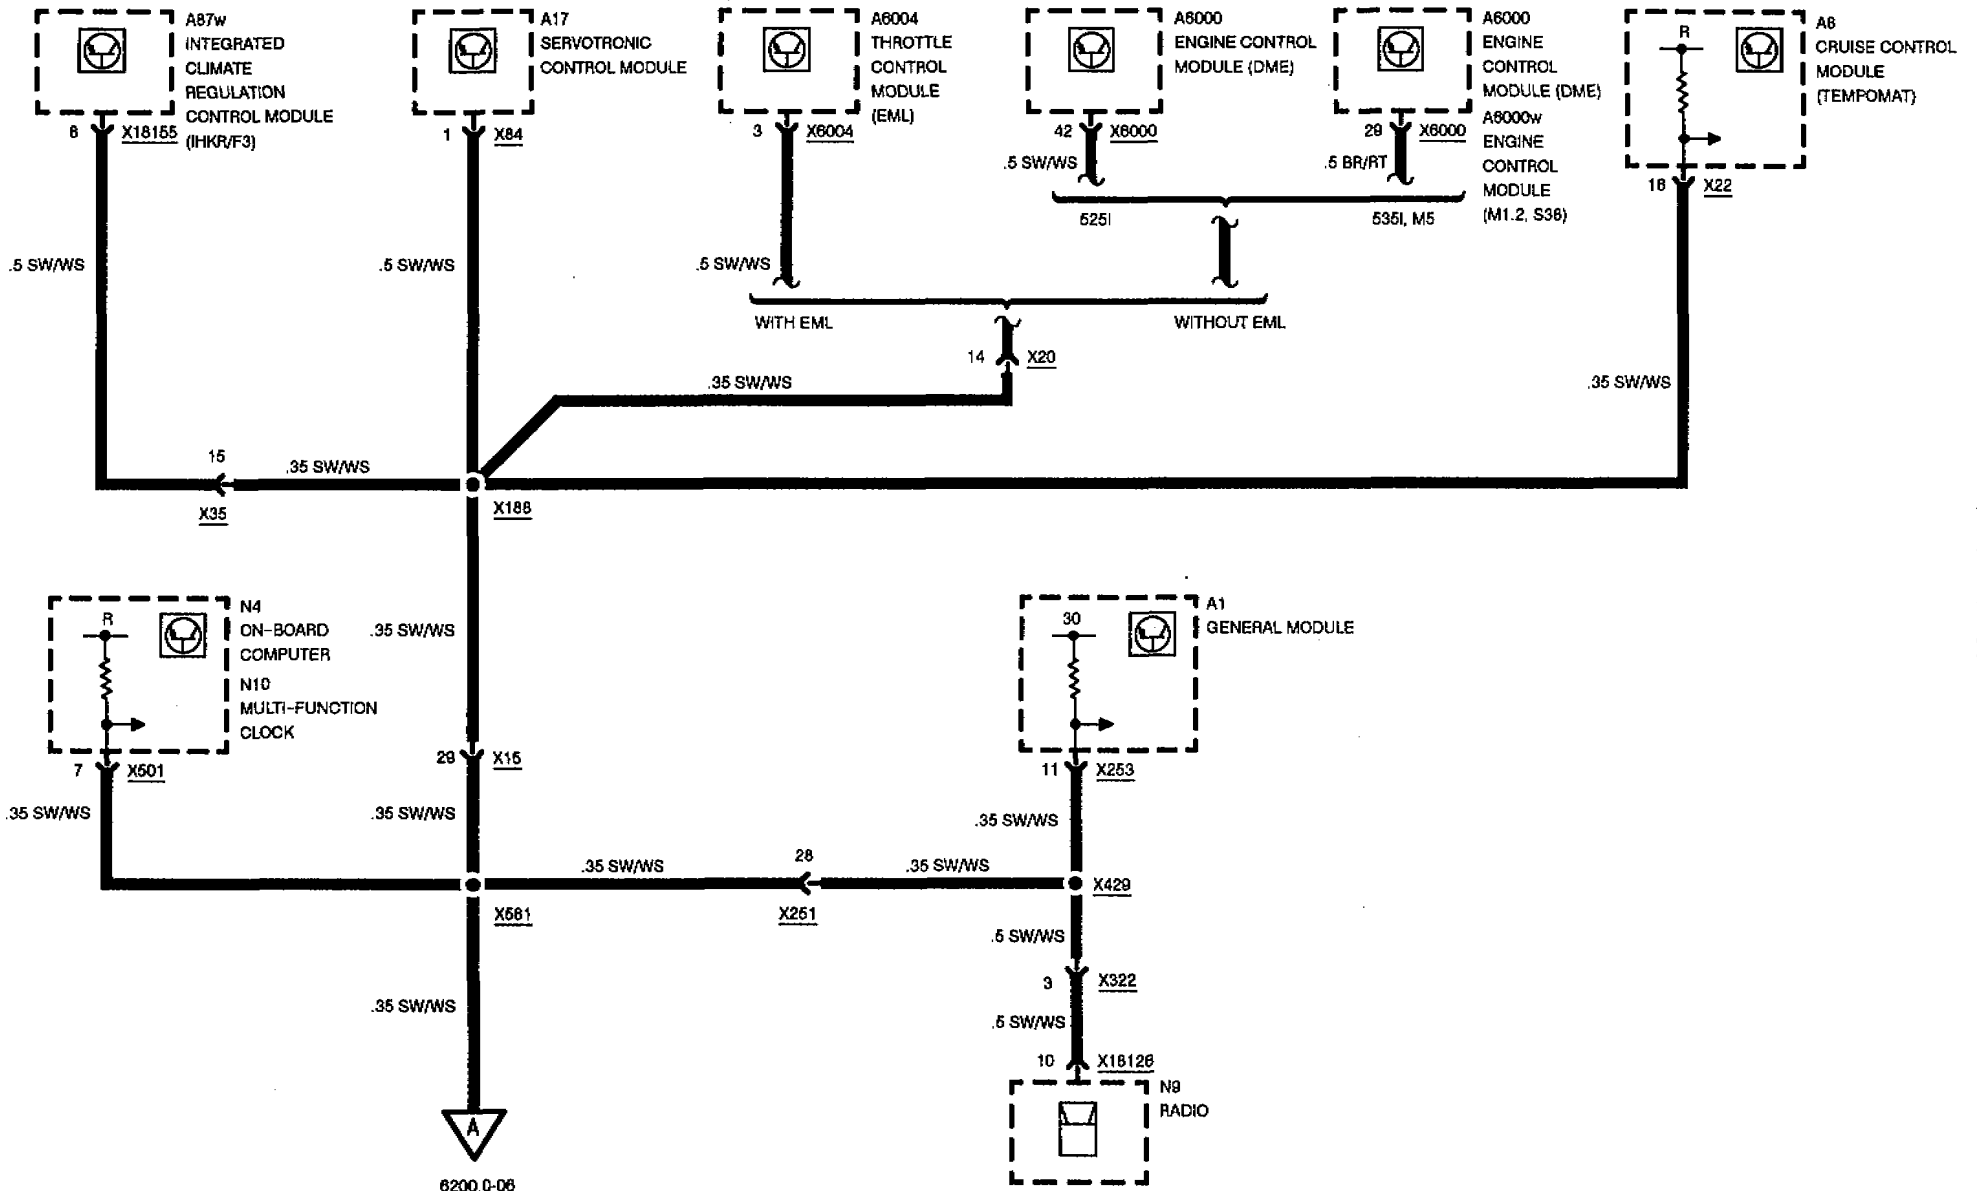 A87w
INTEGRATED
CLIMATE
REGULATION
CONTROL MODULE
(IHKR/F3)
6
X18155
.5 SW/WS
A17
SERVOTRONIC
CONTROL MODULE
1
X84
.5 SW/WS
A6004
THROTTLE
CONTROL
MODULE
(EML)
3
X6004
.5 SW/WS
A6000
ENGINE CONTROL
MODULE (DME)
42
X6000
.5 SW/WS
525I
A6000
ENGINE
CONTROL
MODULE (DME)
A6000w
ENGINE
CONTROL
MODULE
(M1.2, S38)
29
X6000
.5 BR/RT
535I, M5
R
A8
CRUISE CONTROL
MODULE
(TEMPOMAT)
18
X22
.35 SW/WS
WITH EML
WITHOUT EML
14
X20
.35 SW/WS
15
.35 SW/WS
X35
X188
.35 SW/WS
R
N4
ON-BOARD
COMPUTER
N10
MULTI-FUNCTION
CLOCK
7
X501
.35 SW/WS
29
X15
.35 SW/WS
30
A1
GENERAL MODULE
11
X253
.35 SW/WS
.35 SW/WS
28
.35 SW/WS
X581
X251
X429
.5 SW/WS
3
X322
.5 SW/WS
10
X18126
N9
RADIO
.35 SW/WS
A
6200.0-06